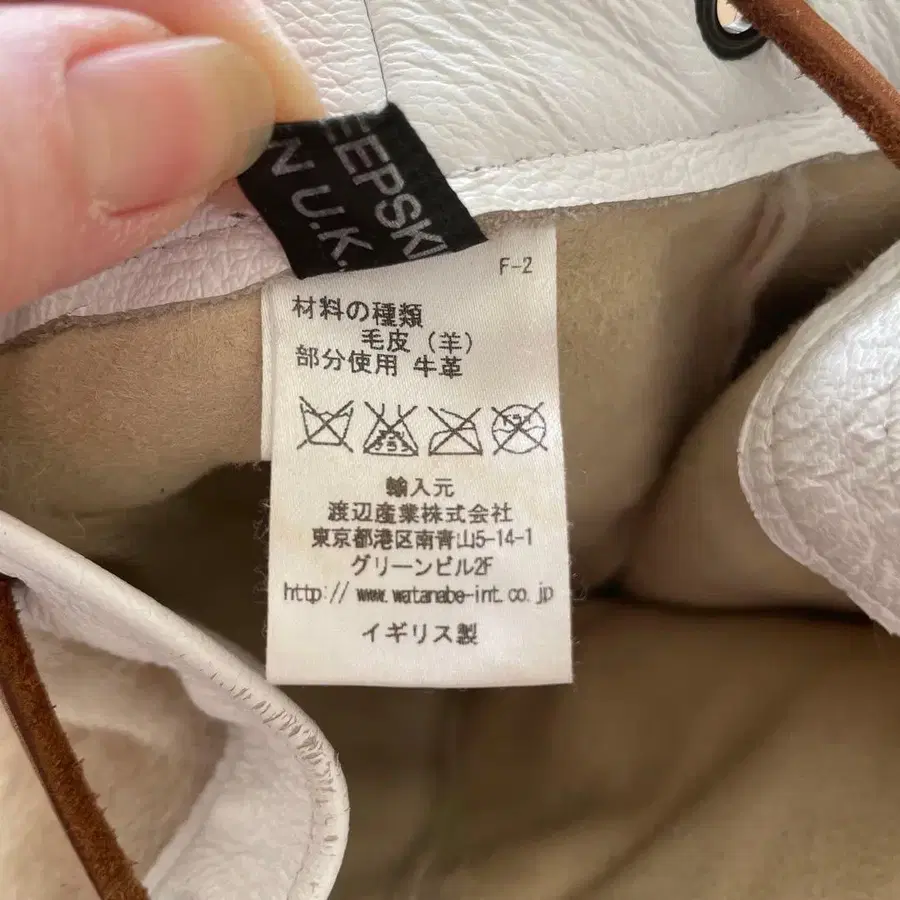 EEPSKI
N U.K.
F-2
材料の種類
毛皮（羊）
部分使用 牛革
輸入元
渡辺産業株式会社
東京都港区南青山5-14-1
グリーンビル2F
http:// www.watanabe-int.co.jp
イギリス製